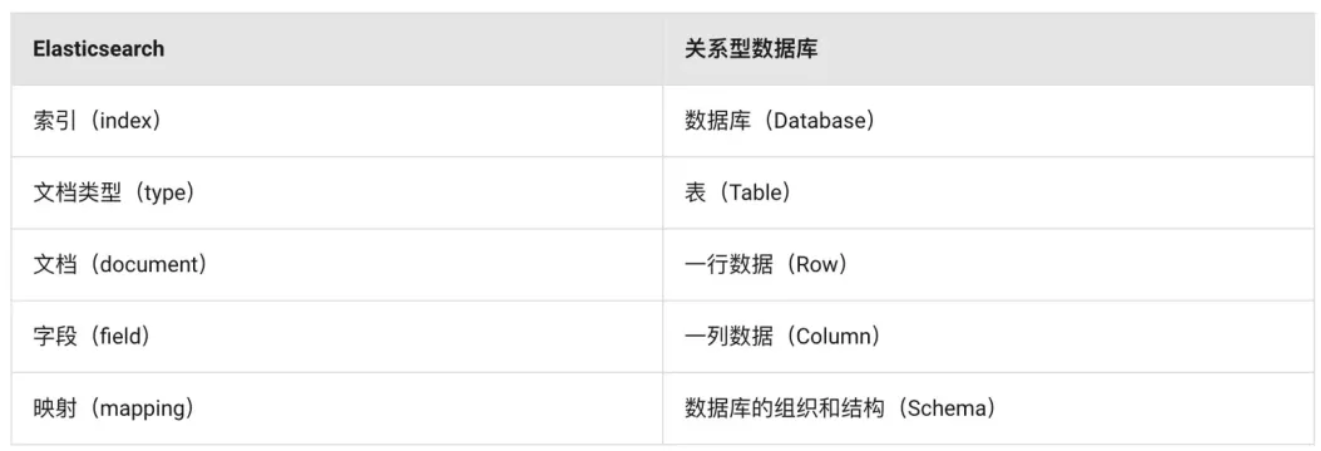 Elasticsearch 关系型数据库
索引（index） 数据库（Database）
文档类型（type） 表（Table）
文档（document） 一行数据（Row）
字段（field） 一列数据（Column）
映射（mapping） 数据库的组织和结构（Schema）